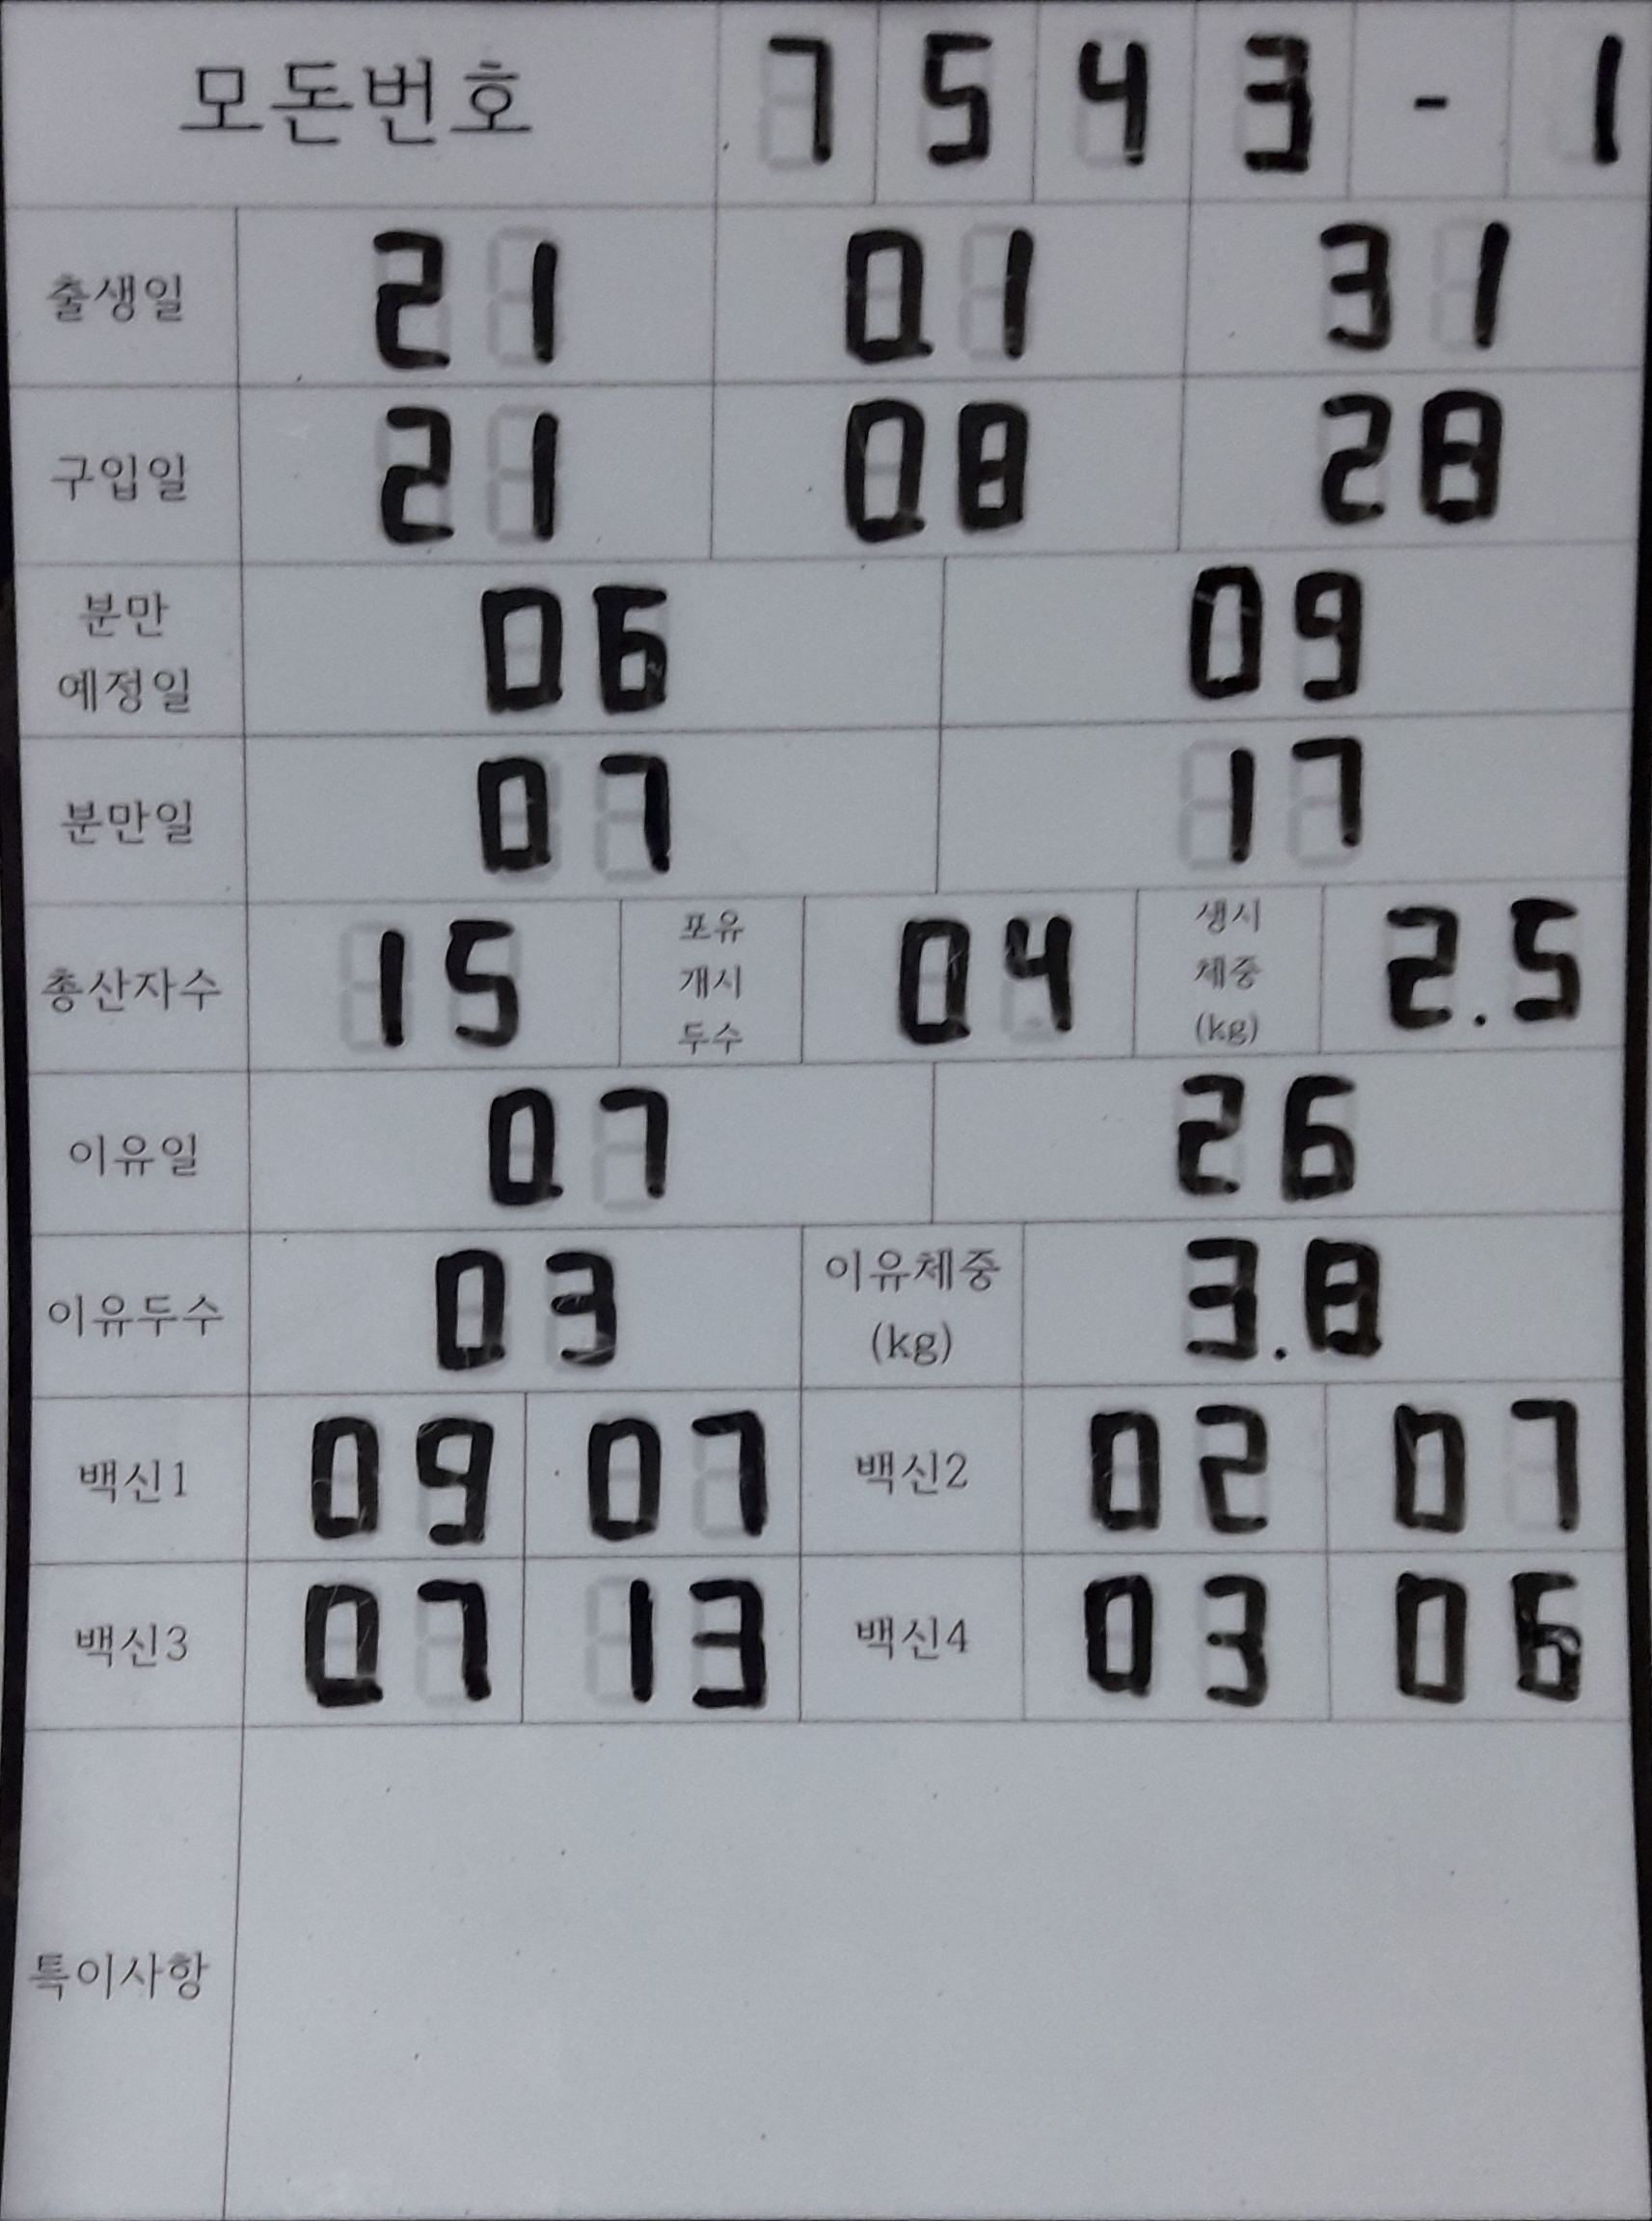 모돈번호 7 5 4 3 - 1
출생일 21 01 31
구입일 21 08 28
분만 예정일 06 09
분만일 07 17
총산자수 15 포유 개시 두수 04 생시 체중 (kg) 2.5
이유일 07 26
이유두수 03 이유체중 (kg) 3.8
백신1 09 07 백신2 02 07
백신3 07 13 백신4 03 06
특이사항